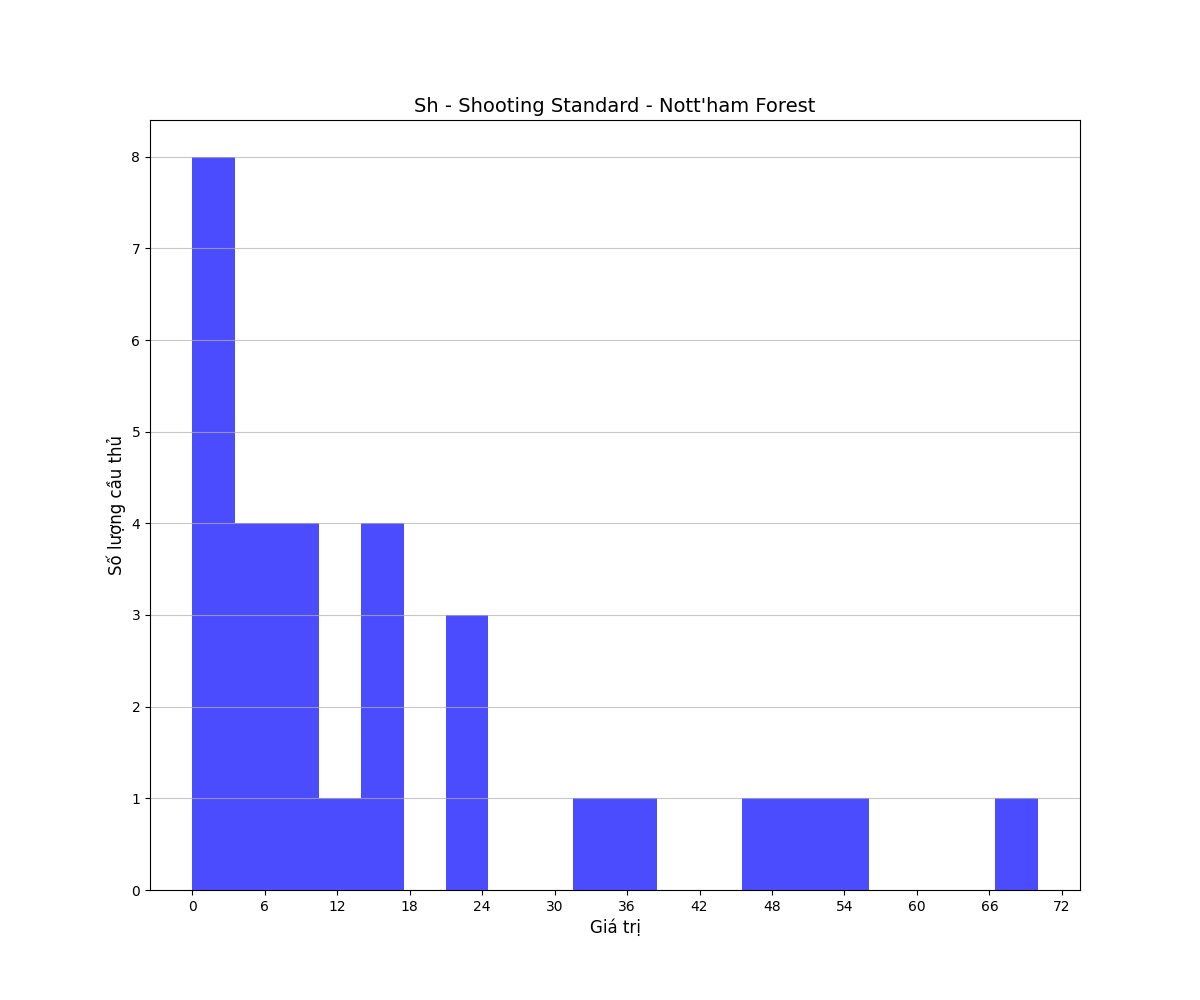 Sh - Shooting Standard - Nott'ham Forest
8
7
6
5
4
3
2
1
0
Số lượng cầu thủ
0 6 12 18 24 30 36 42 48 54 60 66 72
Giá trị